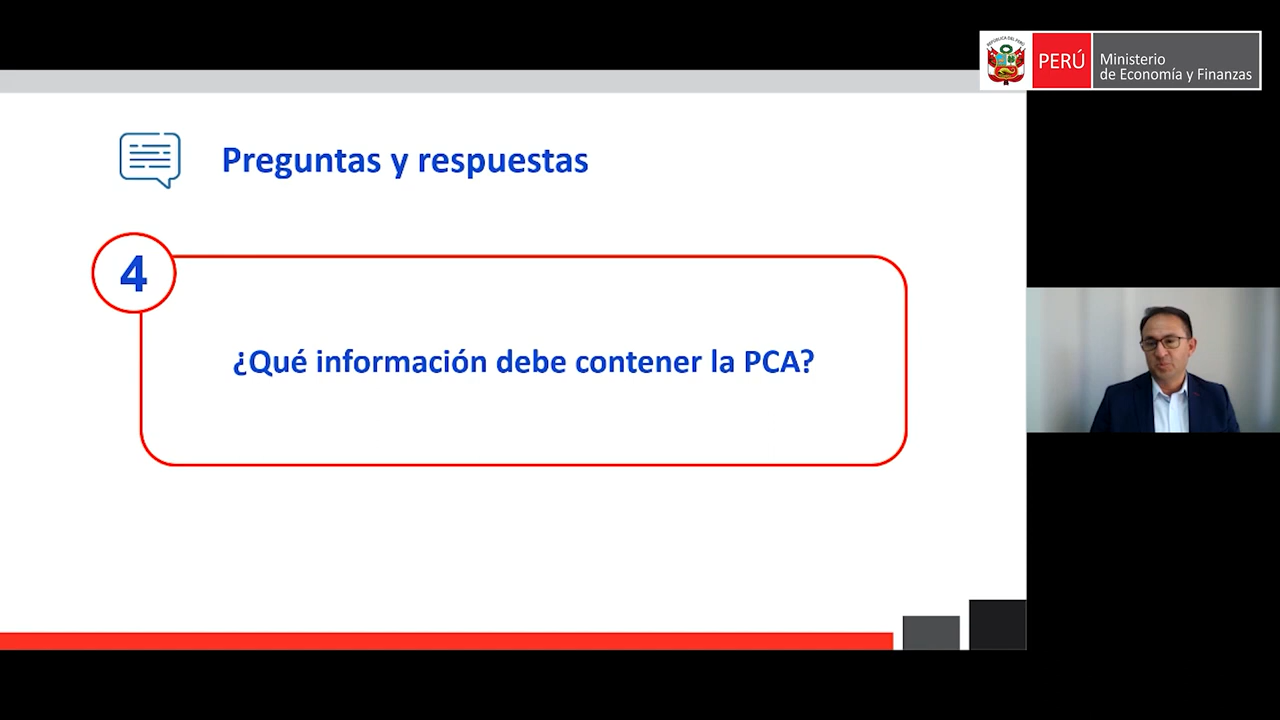 PERÚ
Ministerio
de Economía y Finanzas
Preguntas y respuestas
4
¿Qué información debe contener la PCA?